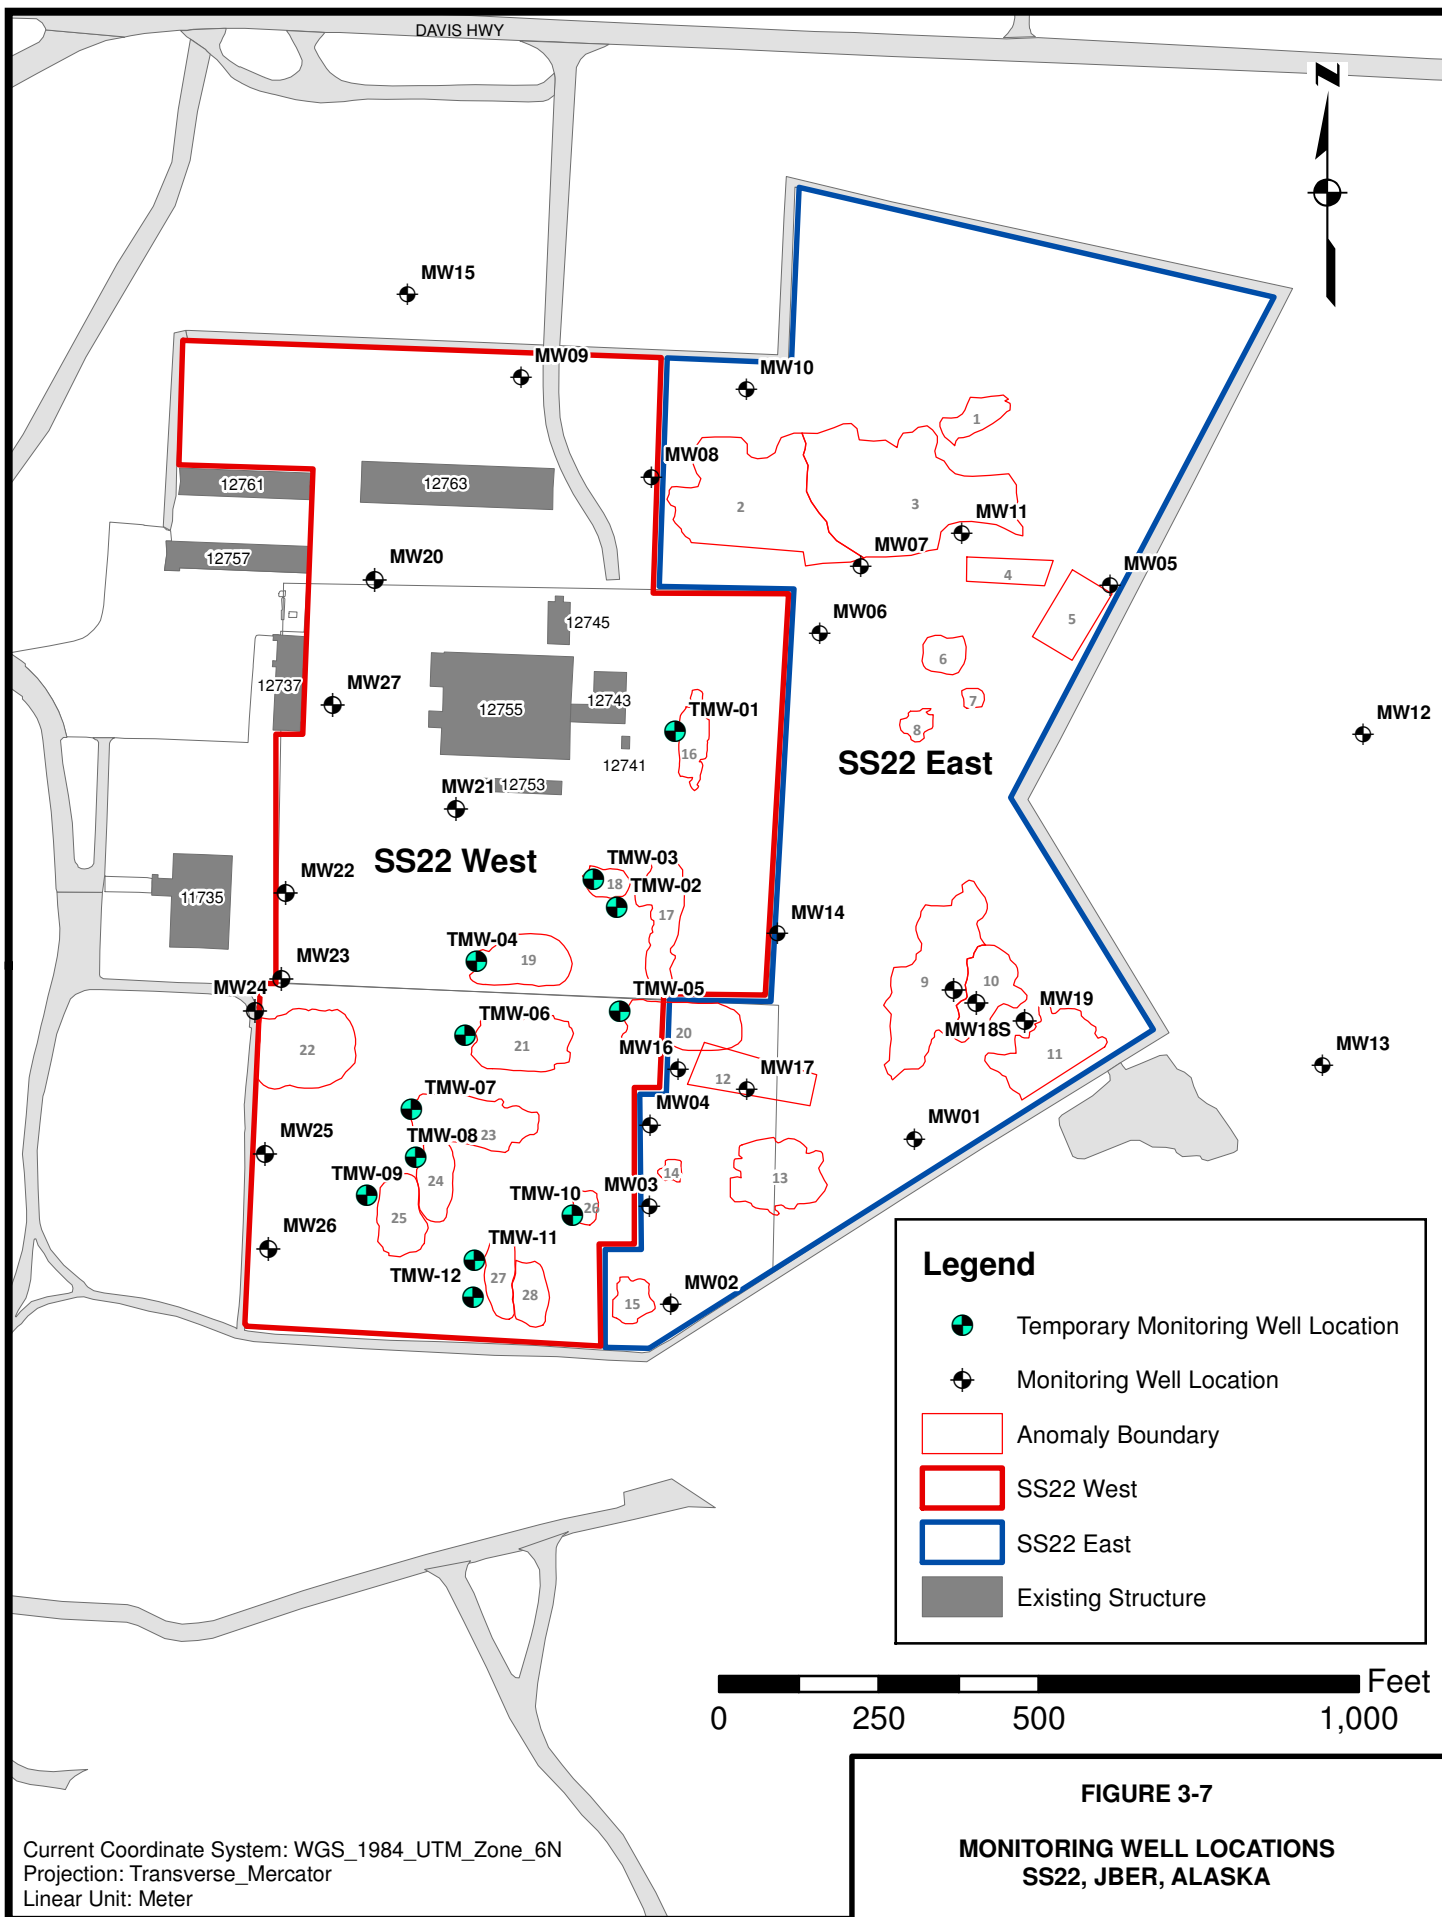 DAVIS HWY
N
MW15
MW09
MW10
1
MW08
12761
12763
2
3
MW11
12757
MW07
MW20
4
MW05
12745
5
MW06
6
12737
MW27
12755
12743
7
TMW-01
8
MW12
16
12741
SS22 East
MW21
12753
SS22 West
TMW-03
MW22
18
TMW-02
11735
17
MW14
TMW-04
19
MW23
9
10
MW24
TMW-05
MW19
TMW-06
20
MW18S
22
21
MW16
11
MW13
12
MW17
TMW-07
MW04
23
MW01
MW25
TMW-08
14
13
TMW-09
24
TMW-10
MW03
25
26
MW26
TMW-11
TMW-12
27
28
15
MW02
Legend
Temporary Monitoring Well Location
Monitoring Well Location
Anomaly Boundary
SS22 West
SS22 East
Existing Structure
Feet
0 250 500 1,000
FIGURE 3-7
MONITORING WELL LOCATIONS
SS22, JBER, ALASKA
Current Coordinate System: WGS_1984_UTM_Zone_6N
Projection: Transverse_Mercator
Linear Unit: Meter